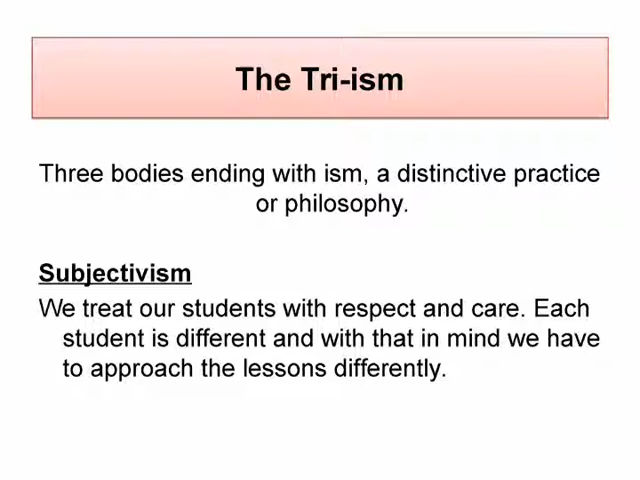 The Tri-ism
Three bodies ending with ism, a distinctive practice
or philosophy.
Subjectivism
We treat our students with respect and care. Each
student is different and with that in mind we have
to approach the lessons differently.